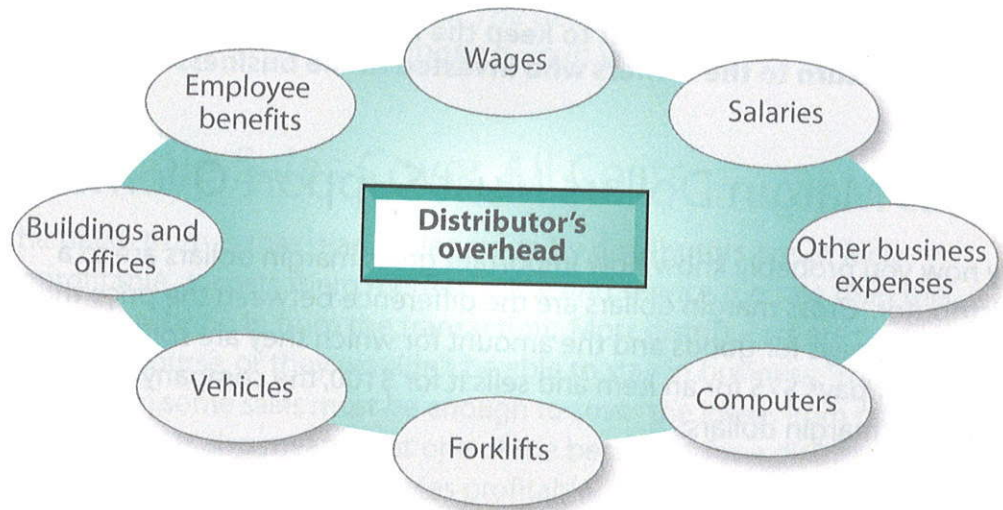 Wages
Employee
benefits
Salaries
Distributor's
overhead
Buildings and
offices
Other business
expenses
Vehicles
Computers
Forklifts